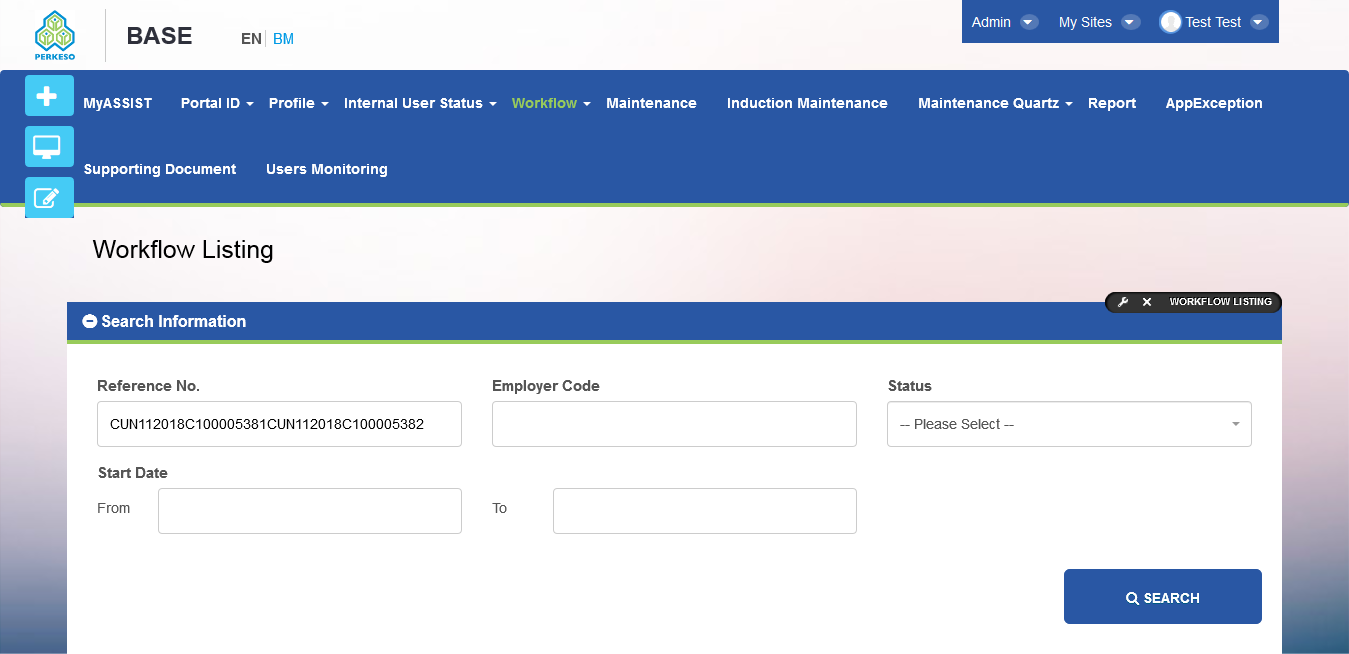 PERKESO
BASE
EN BM
Admin My Sites Test Test
MyASSIST Portal ID Profile Internal User Status Workflow Maintenance Induction Maintenance Maintenance Quartz Report AppException
Supporting Document Users Monitoring
Workflow Listing
WORKFLOW LISTING
Search Information
Reference No. Employer Code Status
CUN112018C100005381CUN112018C100005382 -- Please Select --
Start Date
From To
SEARCH